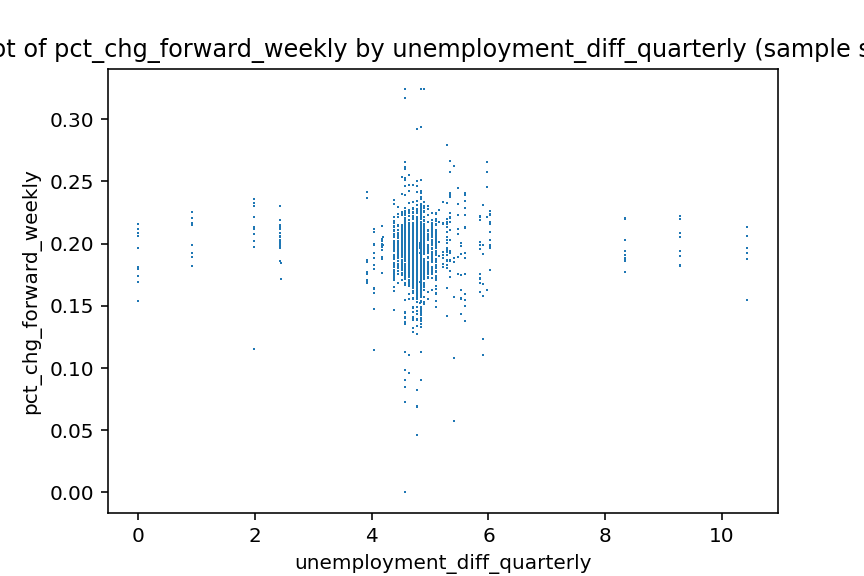 of pct_chg_forward_weekly by unemployment_diff_quarterly (sample
0.30
0.25
0.20
0.15
0.10
0.05
0.00
pct_chg_forward_weekly
0 2 4 6 8 10
unemployment_diff_quarterly